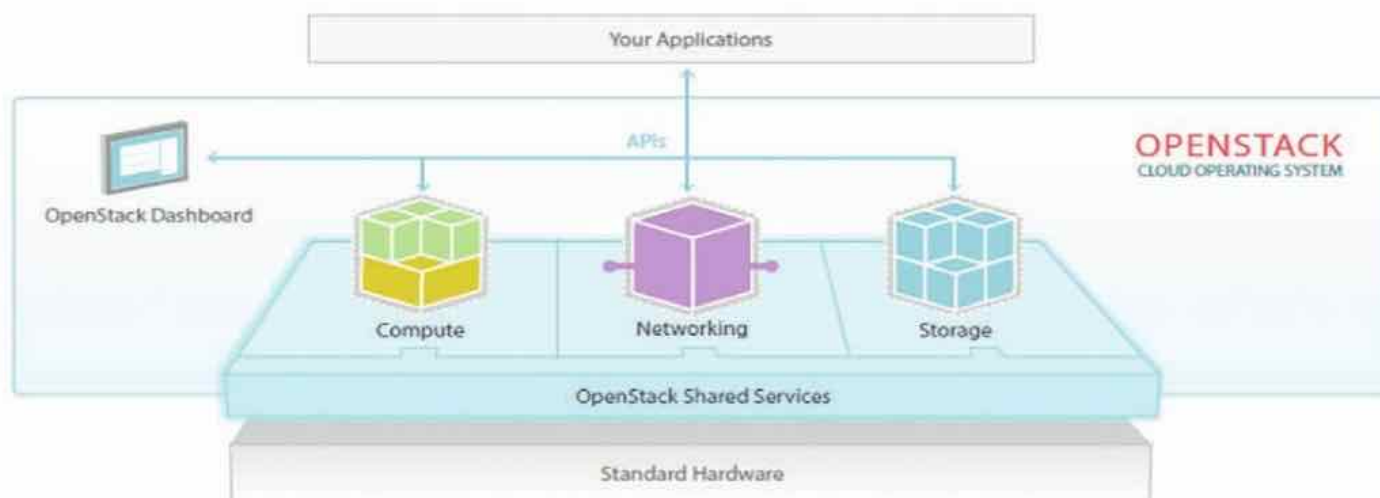 Your Applications
APIs
OPENSTACK
CLOUD OPERATING SYSTEM
OpenStack Dashboard
Compute
Networking
Storage
OpenStack Shared Services
Standard Hardware